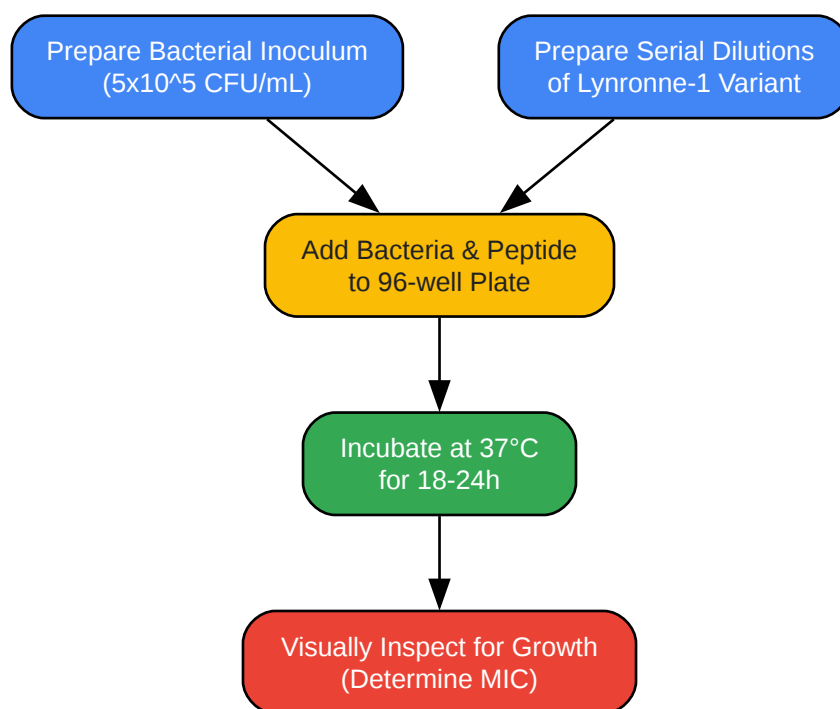 Prepare Bacterial Inoculum
(5x10^5 CFU/mL)
Prepare Serial Dilutions
of Lynronne-1 Variant
Add Bacteria & Peptide
to 96-well Plate
Incubate at 37°C
for 18-24h
Visually Inspect for Growth
(Determine MIC)